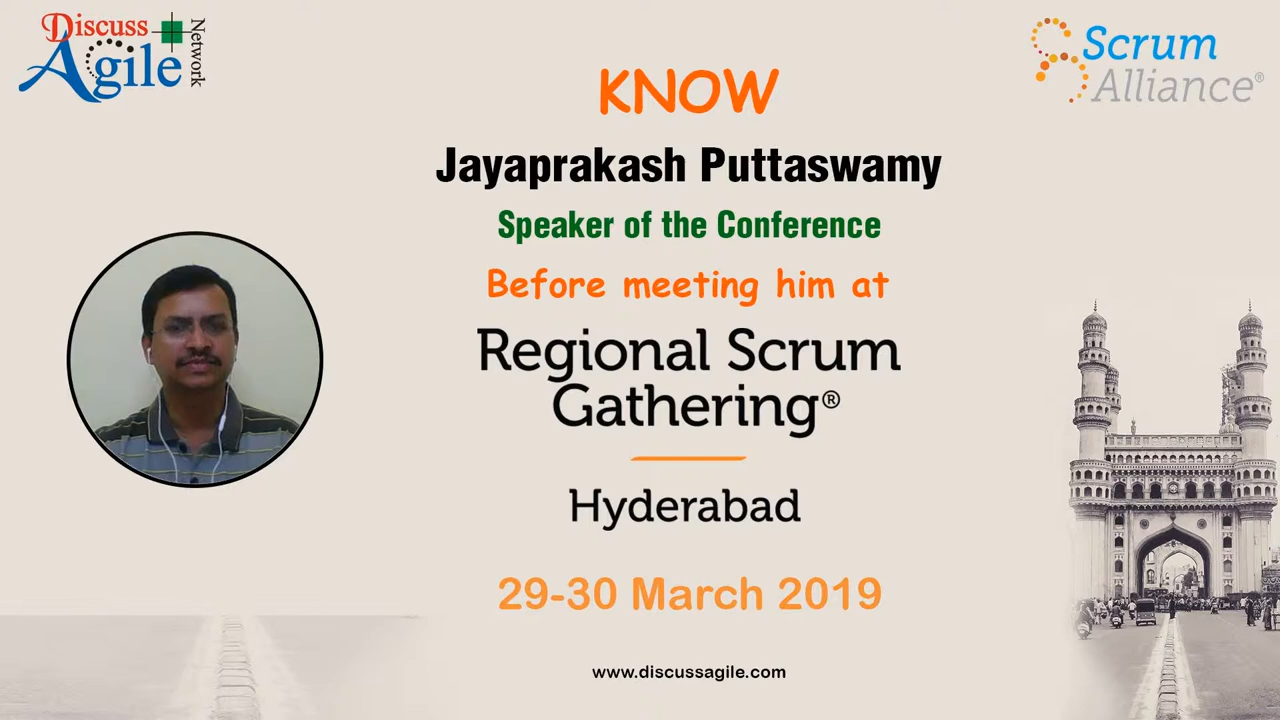 Discuss
Agile
Network
Scrum
Alliance®
KNOW
Jayaprakash Puttaswamy
Speaker of the Conference
Before meeting him at
Regional Scrum
Gathering®
Hyderabad
29-30 March 2019
www.discussagile.com